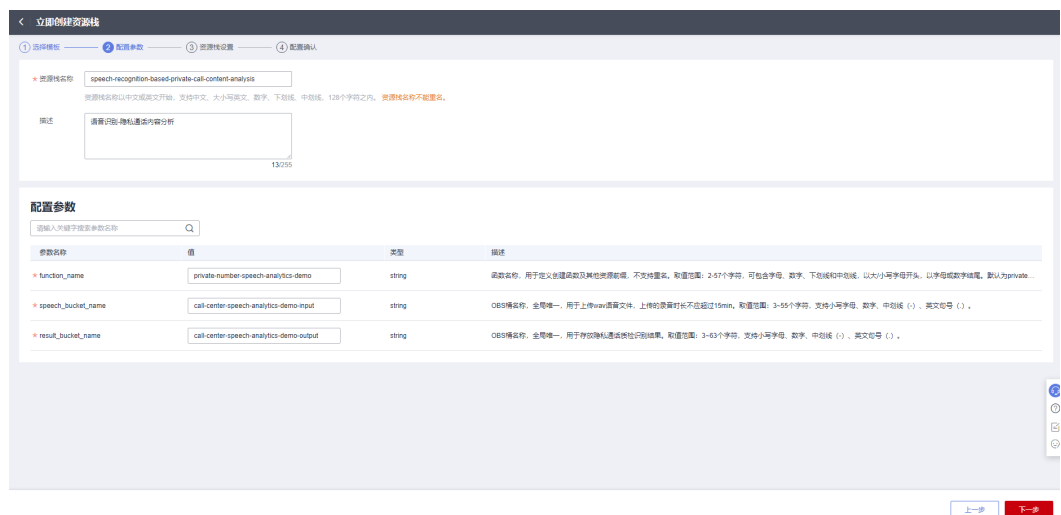 立即创建资源栈
1 选择模板 2 配置参数 3 资源栈设置 4 配置确认
* 资源栈名称 speech-recognition-based-private-call-content-analysis
资源栈名称以中文或英文开始，支持中文、大小写英文、数字、下划线、中划线，128个字符之内。资源栈名称不能重名。
描述 语音识别-隐私通话内容分析
13/255
配置参数
请输入关键字搜索参数名称
参数名称 值 类型 描述
* function_name private-number-speech-analytics-demo string 函数名称，用于定义创建函数及其他资源前缀，不支持重名。取值范围：2-57个字符，可包含字母、数字、下划线和中划线，以大/小写字母开头，以字母或数字结尾。默认为private...
* speech_bucket_name call-center-speech-analytics-demo-input string OBS桶名称，全局唯一，用于上传wav语音文件，上传的录音时长不应超过15min。取值范围：3~55个字符，支持小写字母、数字、中划线（-）、英文句号（.）。
* result_bucket_name call-center-speech-analytics-demo-output string OBS桶名称，全局唯一，用于存放隐私通话质检识别结果。取值范围：3~63个字符，支持小写字母、数字、中划线（-）、英文句号（.）。
上一步 下一步